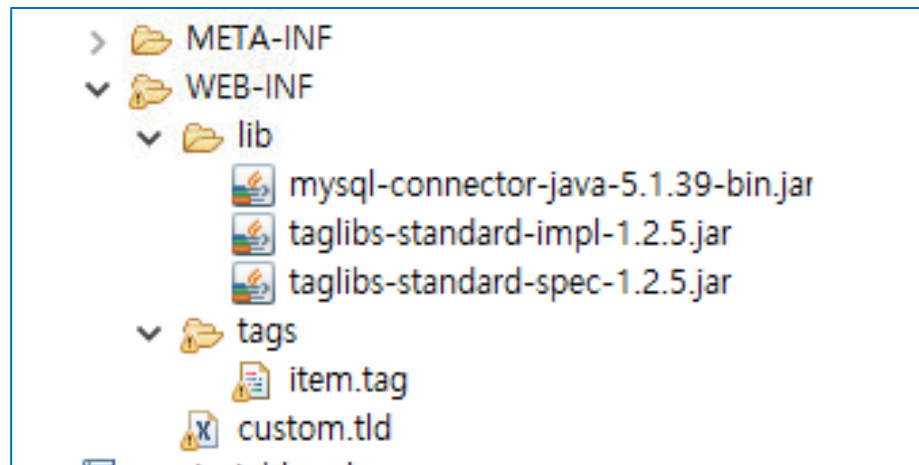 META-INF
WEB-INF
lib
mysql-connector-java-5.1.39-bin.jar
taglibs-standard-impl-1.2.5.jar
taglibs-standard-spec-1.2.5.jar
tags
item.tag
custom.tld